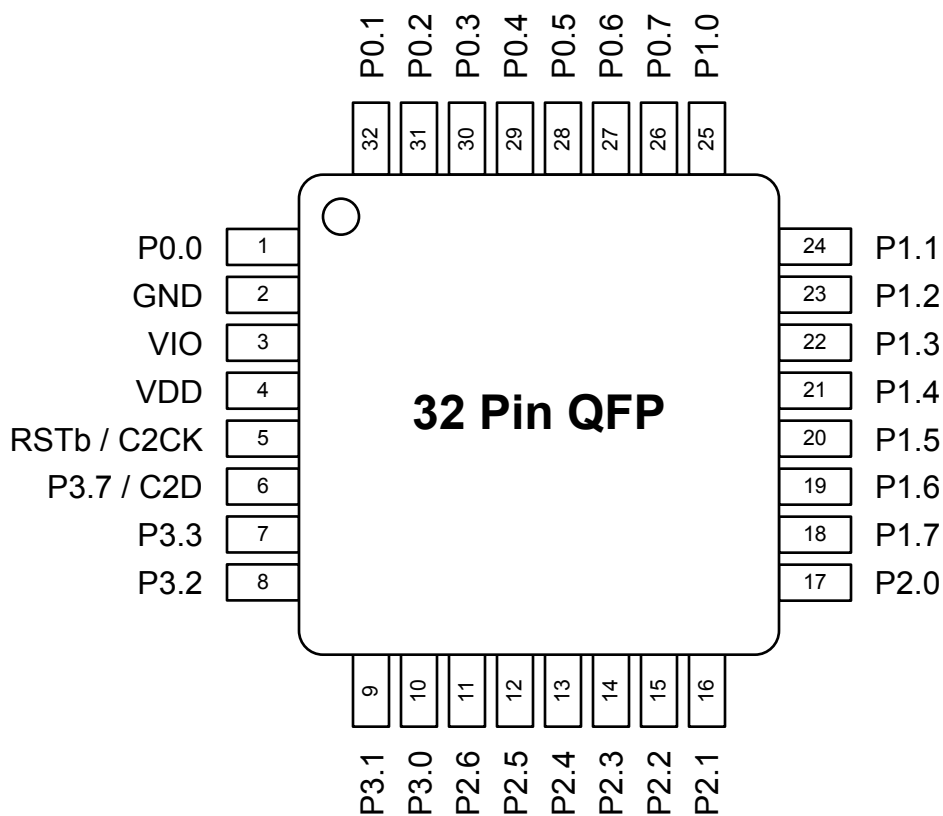 P0.1 P0.2 P0.3 P0.4 P0.5 P0.6 P0.7 P1.0
32 31 30 29 28 27 26 25
P0.0 1 24 P1.1
GND 2 23 P1.2
VIO 3 22 P1.3
VDD 4 21 P1.4
32 Pin QFP
RSTb / C2CK 5 20 P1.5
P3.7 / C2D 6 19 P1.6
P3.3 7 18 P1.7
P3.2 8 17 P2.0
9 10 11 12 13 14 15 16
P3.1 P3.0 P2.6 P2.5 P2.4 P2.3 P2.2 P2.1